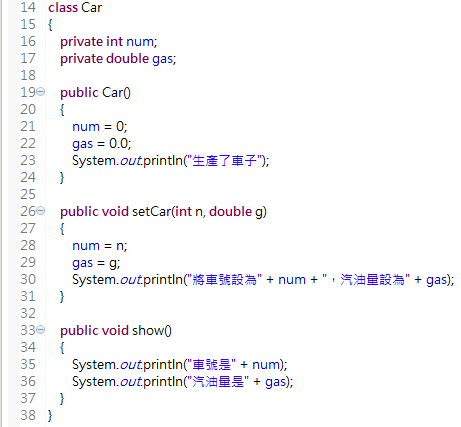 14 class Car
15 {
16 private int num;
17 private double gas;
18
19 public Car()
20 {
21 num = 0;
22 gas = 0.0;
23 System.out.println("生產了車子");
24 }
25
26 public void setCar(int n, double g)
27 {
28 num = n;
29 gas = g;
30 System.out.println("將車號設為" + num + "，汽油量設為" + gas);
31 }
32
33 public void show()
34 {
35 System.out.println("車號是" + num);
36 System.out.println("汽油量是" + gas);
37 }
38 }